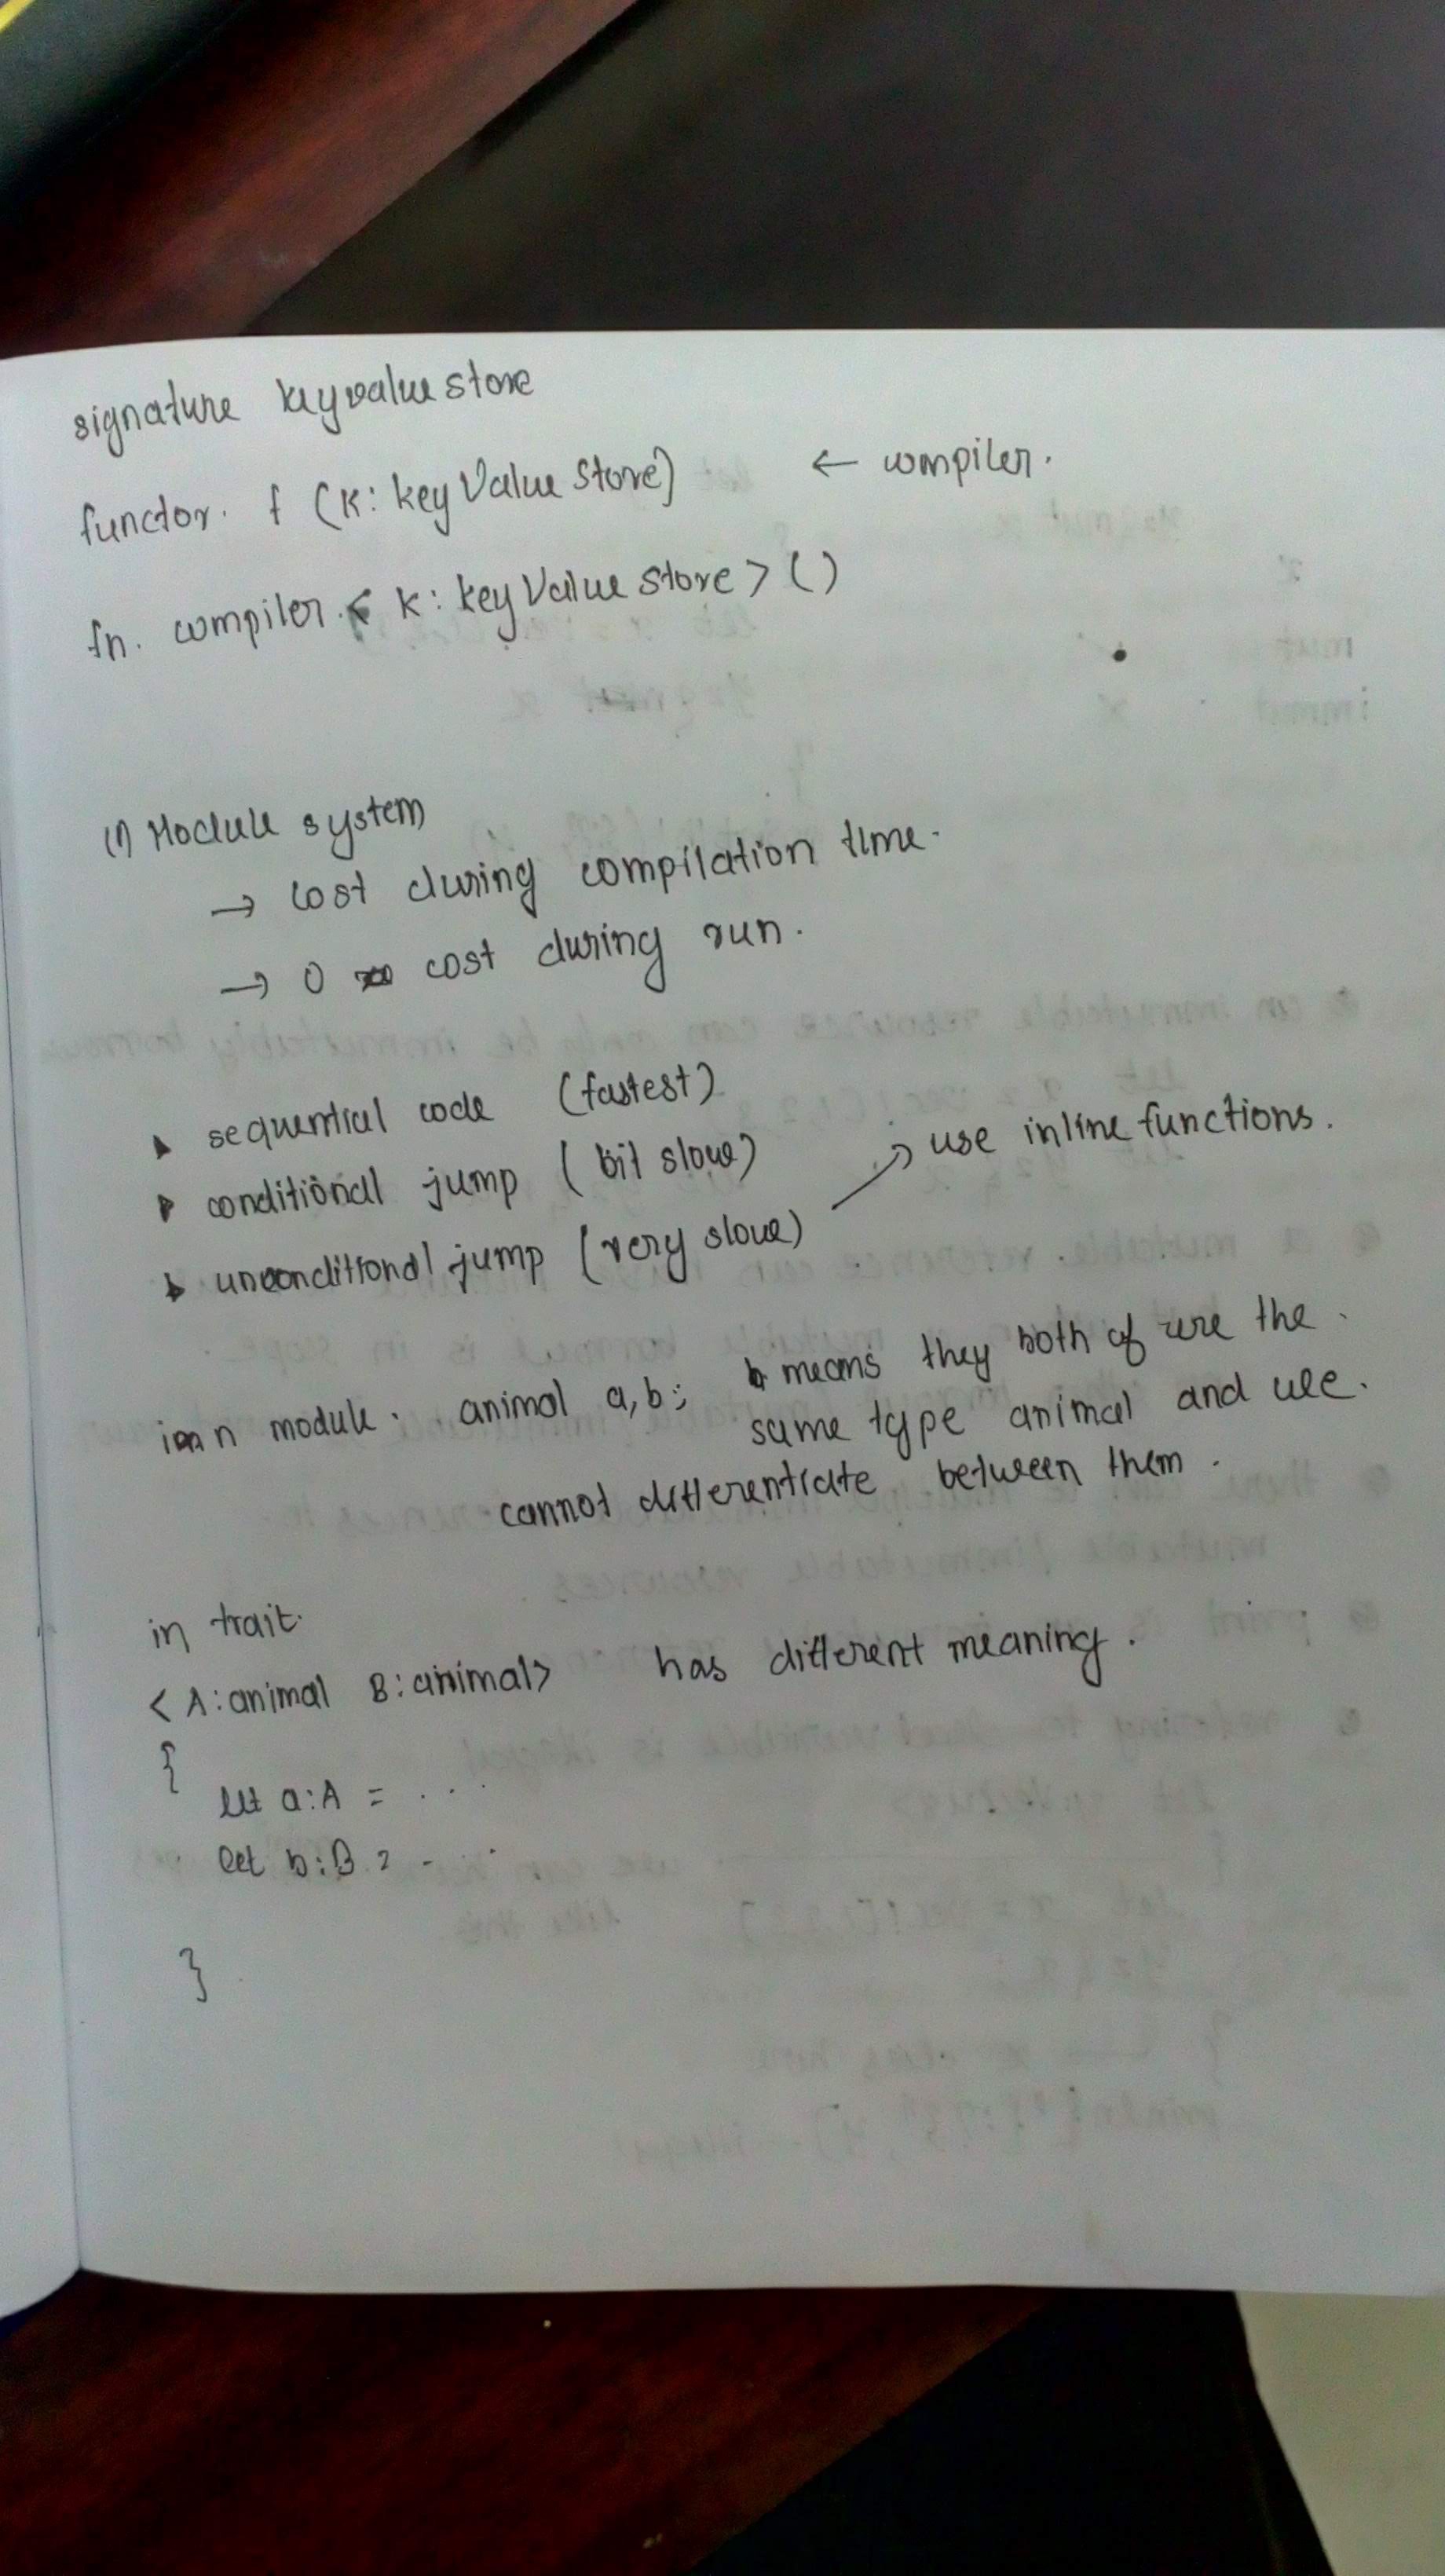 signature keyvalue store
functor. f (K: key Value Store) ← compiler.
fn. compiler < K: key Value Store > ()
(1) Module system
→ cost during compilation time.
→ 0 cost during run.
sequential code (fastest)
conditional jump (bit slow) use inline functions.
unconditional jump (very slow)
in module. animal a, b; means they both of are the
same type animal and we
cannot differentiate between them.
in trait.
< A: animal B: animal> has different meaning.
{
let a: A = ....
let b: B = ....
}